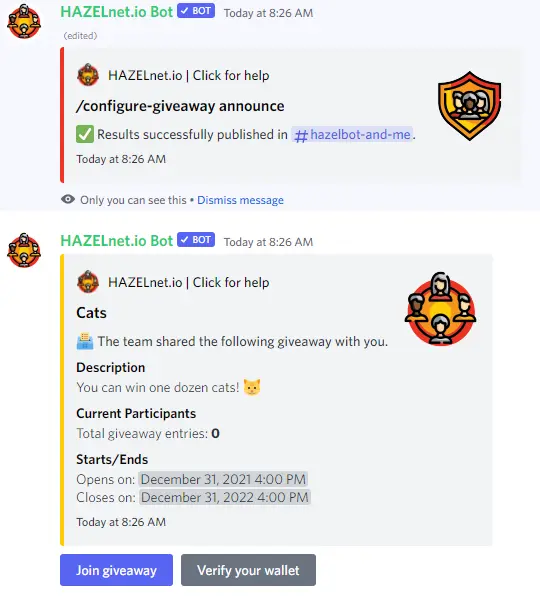 HAZELnet.io Bot ✓ BOT Today at 8:26 AM
(edited)
HAZELnet.io | Click for help
/configure-giveaway announce
✅ Results successfully published in #hazelbot-and-me.
Today at 8:26 AM
Only you can see this • Dismiss message
HAZELnet.io Bot ✓ BOT Today at 8:26 AM
HAZELnet.io | Click for help
Cats
🗳️ The team shared the following giveaway with you.
Description
You can win one dozen cats! 😺
Current Participants
Total giveaway entries: 0
Starts/Ends
Opens on: December 31, 2021 4:00 PM
Closes on: December 31, 2022 4:00 PM
Today at 8:26 AM
Join giveaway Verify your wallet